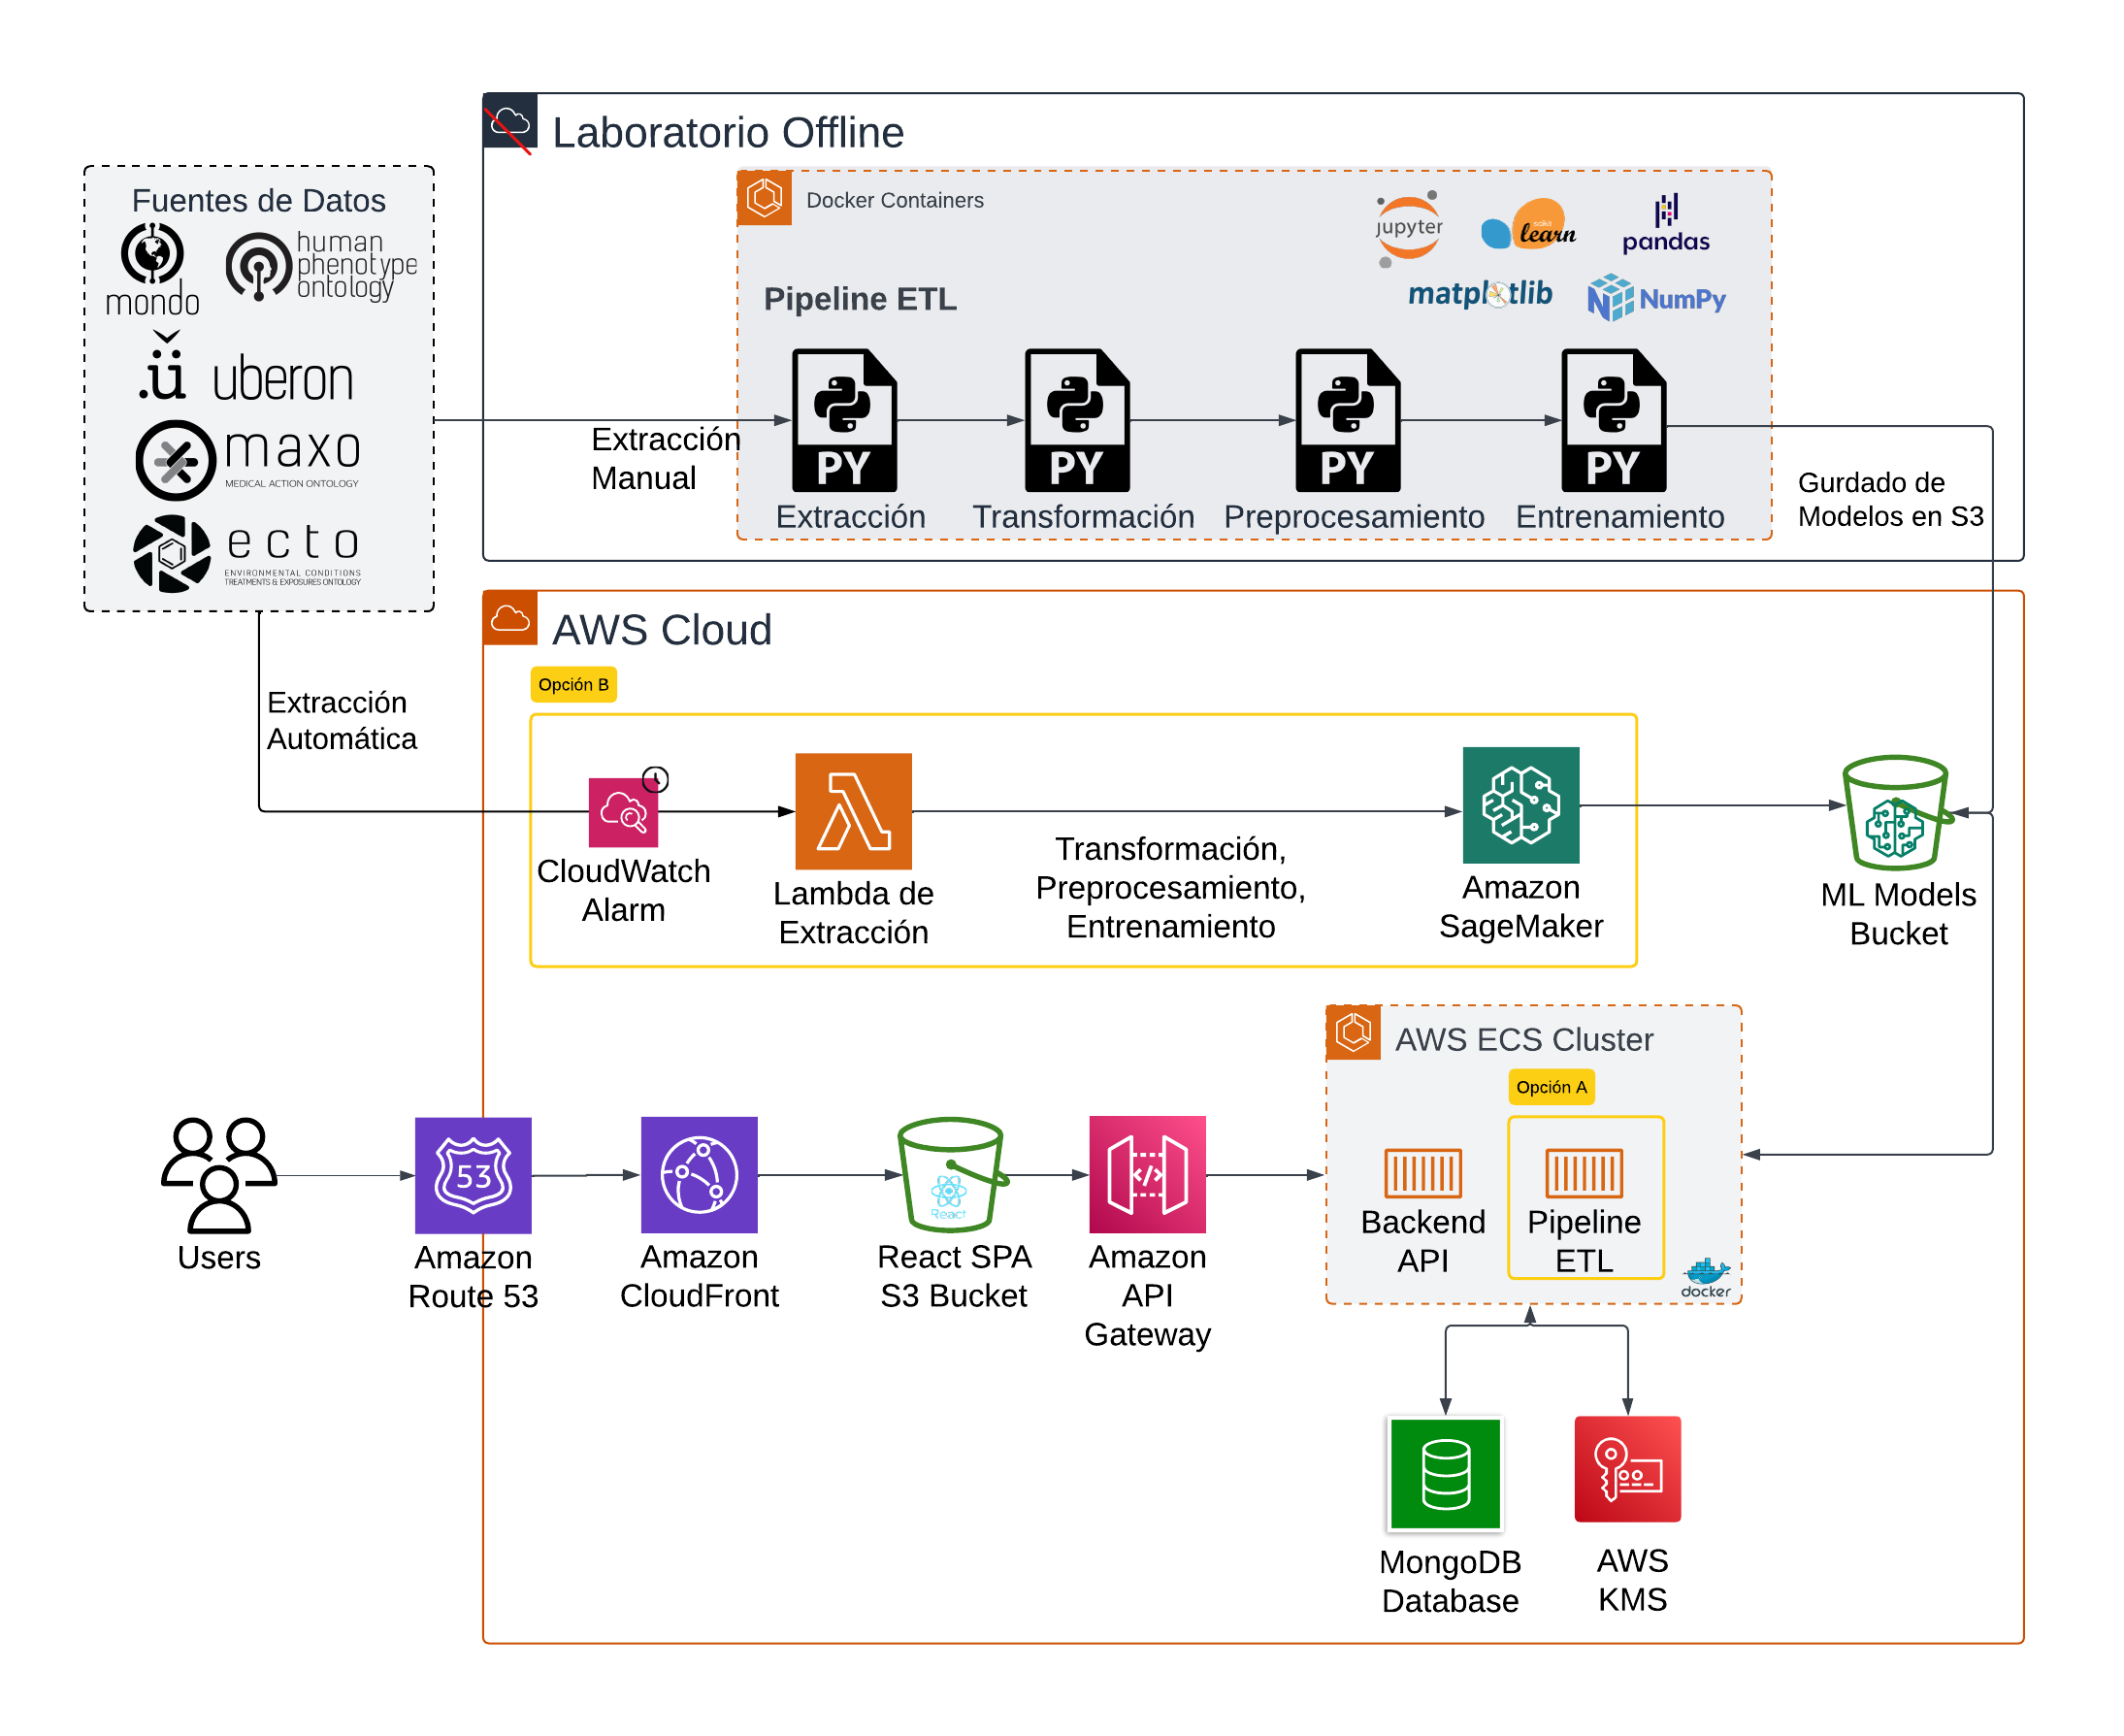 Laboratorio Offline
Fuentes de Datos
mondo
human
phenotype
ontology
.ü uberon
maxo
MEDICAL ACTION ONTOLOGY
ecto
ENVIRONMENTAL CONDITIONS
TREATMENTS & EXPOSURES ONTOLOGY
Docker Containers
jupyter
scikit
learn
pandas
matplotlib
NumPy
Pipeline ETL
Extracción
Manual
PY
PY
PY
PY
Extracción
Transformación
Preprocesamiento
Entrenamiento
Gurdado de
Modelos en S3
AWS Cloud
Opción B
Extracción
Automática
CloudWatch
Alarm
Lambda de
Extracción
Transformación,
Preprocesamiento,
Entrenamiento
Amazon
SageMaker
ML Models
Bucket
AWS ECS Cluster
Opción A
Users
53
Amazon
Route 53
Amazon
CloudFront
React
React SPA
S3 Bucket
Amazon
API
Gateway
Backend
API
Pipeline
ETL
docker
MongoDB
Database
AWS
KMS